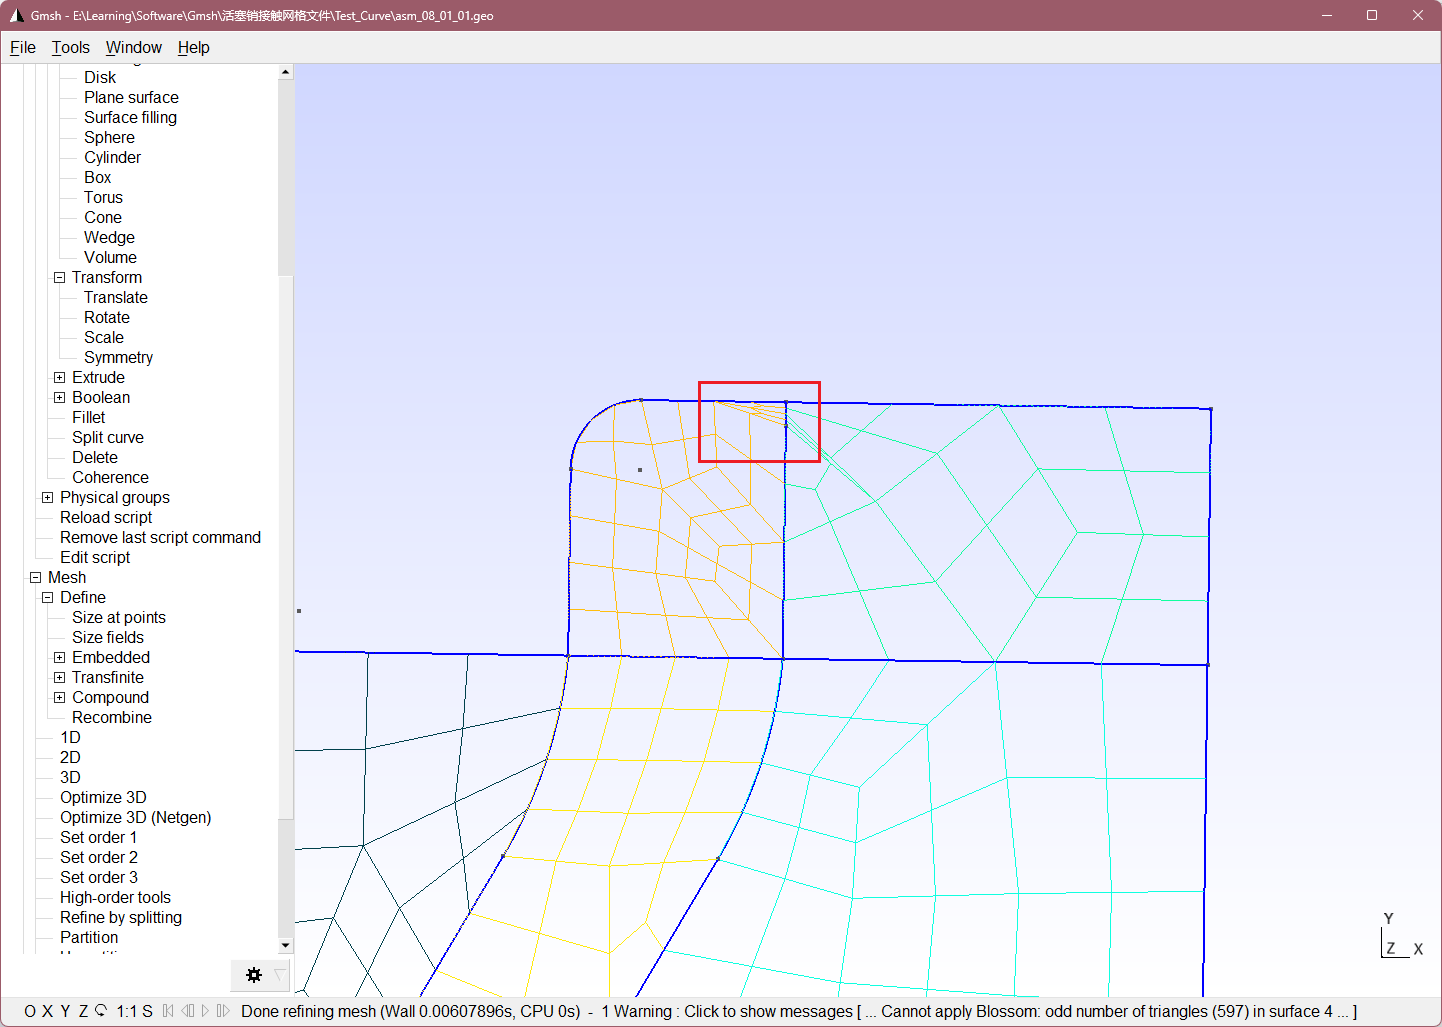 Gmsh - E:\Learning\Software\Gmsh\活塞销接触网格文件\Test_Curve\asm_08_01_01.geo
File Tools Window Help
Disk
Plane surface
Surface filling
Sphere
Cylinder
Box
Torus
Cone
Wedge
Volume
Transform
Translate
Rotate
Scale
Symmetry
Extrude
Boolean
Fillet
Split curve
Delete
Coherence
Physical groups
Reload script
Remove last script command
Edit script
Mesh
Define
Size at points
Size fields
Embedded
Transfinite
Compound
Recombine
1D
2D
3D
Optimize 3D
Optimize 3D (Netgen)
Set order 1
Set order 2
Set order 3
High-order tools
Refine by splitting
Partition
Y
Z X
O X Y Z 1:1 S Done refining mesh (Wall 0.00607896s, CPU 0s) - 1 Warning : Click to show messages [ ... Cannot apply Blossom: odd number of triangles (597) in surface 4 ... ]